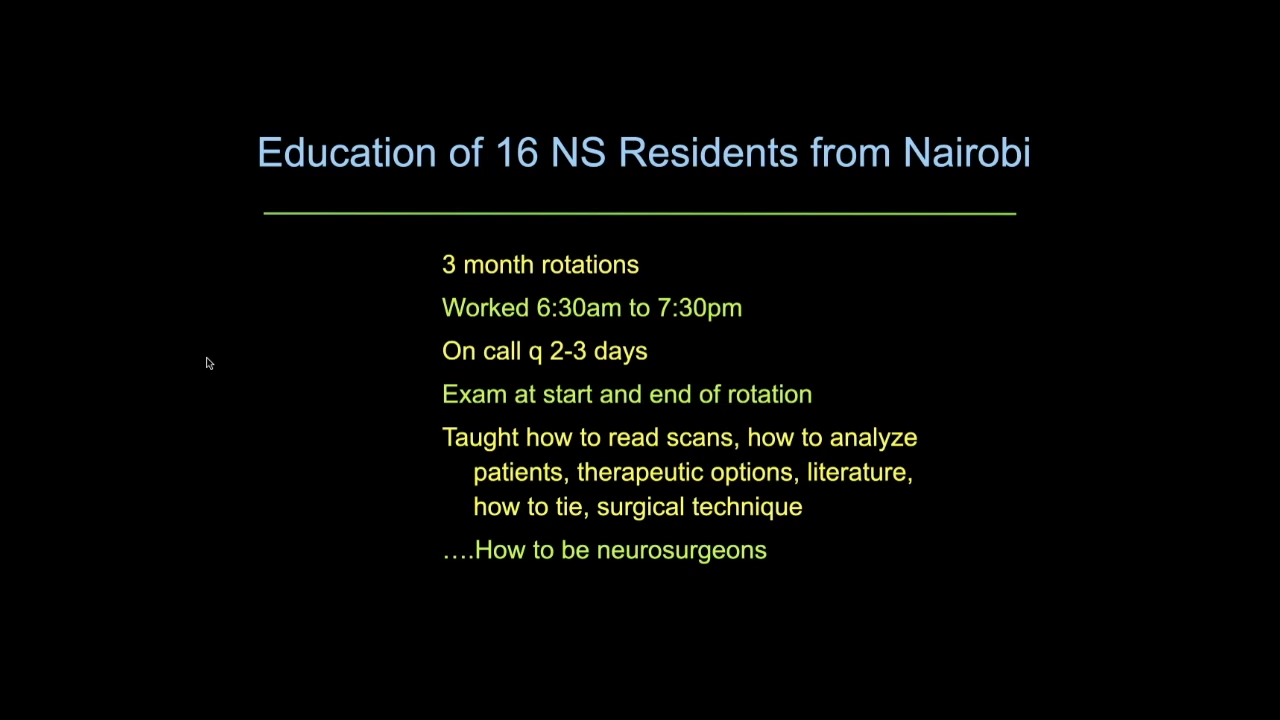 Education of 16 NS Residents from Nairobi
3 month rotations
Worked 6:30am to 7:30pm
On call q 2-3 days
Exam at start and end of rotation
Taught how to read scans, how to analyze
patients, therapeutic options, literature,
how to tie, surgical technique
….How to be neurosurgeons